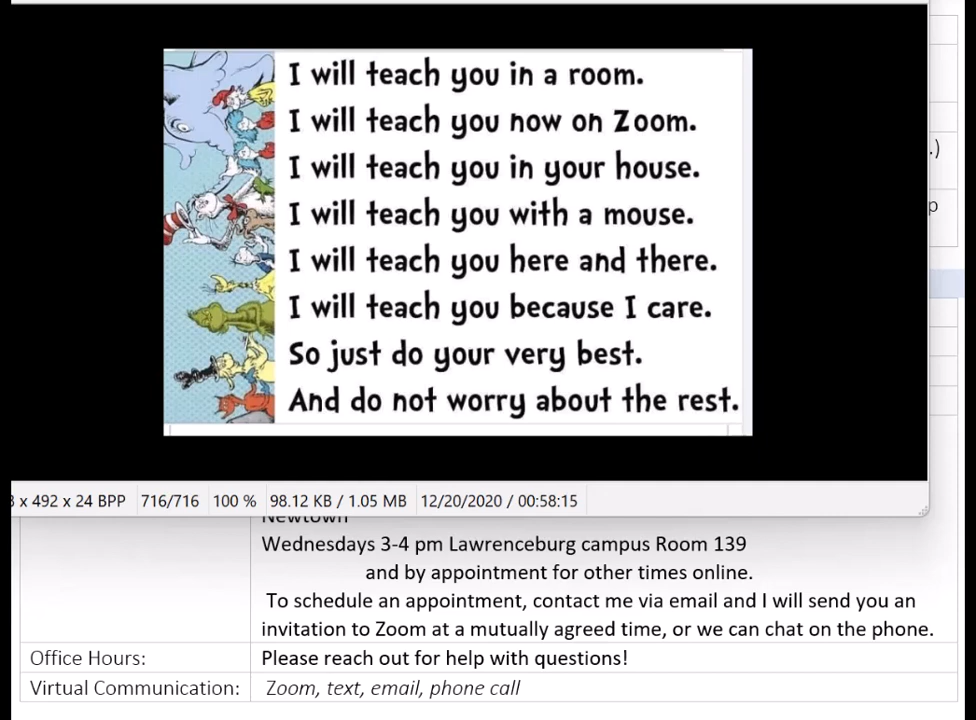 I will teach you in a room.
I will teach you now on Zoom.
I will teach you in your house.
I will teach you with a mouse.
I will teach you here and there.
I will teach you because I care.
So just do your very best.
And do not worry about the rest.
.)
p
x 492 x 24 BPP 716/716 100 % 98.12 KB / 1.05 MB 12/20/2020 / 00:58:15
Newtown
Wednesdays 3-4 pm Lawrenceburg campus Room 139
and by appointment for other times online.
To schedule an appointment, contact me via email and I will send you an
invitation to Zoom at a mutually agreed time, or we can chat on the phone.
Office Hours: Please reach out for help with questions!
Virtual Communication: Zoom, text, email, phone call